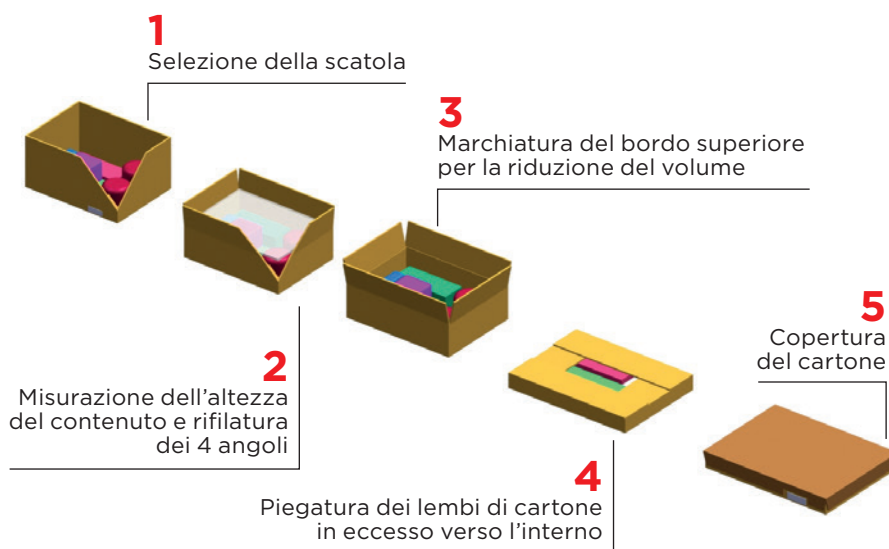 1
Selezione della scatola
2
Misurazione dell'altezza
del contenuto e rifilatura
dei 4 angoli
3
Marchiatura del bordo superiore
per la riduzione del volume
4
Piegatura dei lembi di cartone
in eccesso verso l'interno
5
Copertura
del cartone